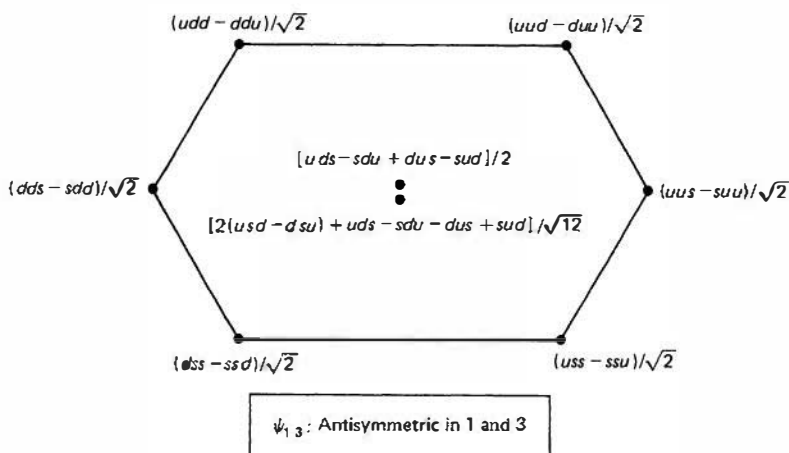 (udd – ddu)/√2 (uud – duu)/√2
[uds – sdu + dus – sud]/2
(dds – sdd)/√2 (uus – suu)/√2
[2(usd – dsu) + uds – sdu – dus + sud]/√12
(dss – ssd)/√2 (uss – ssu)/√2
ψ₁₃: Antisymmetric in 1 and 3